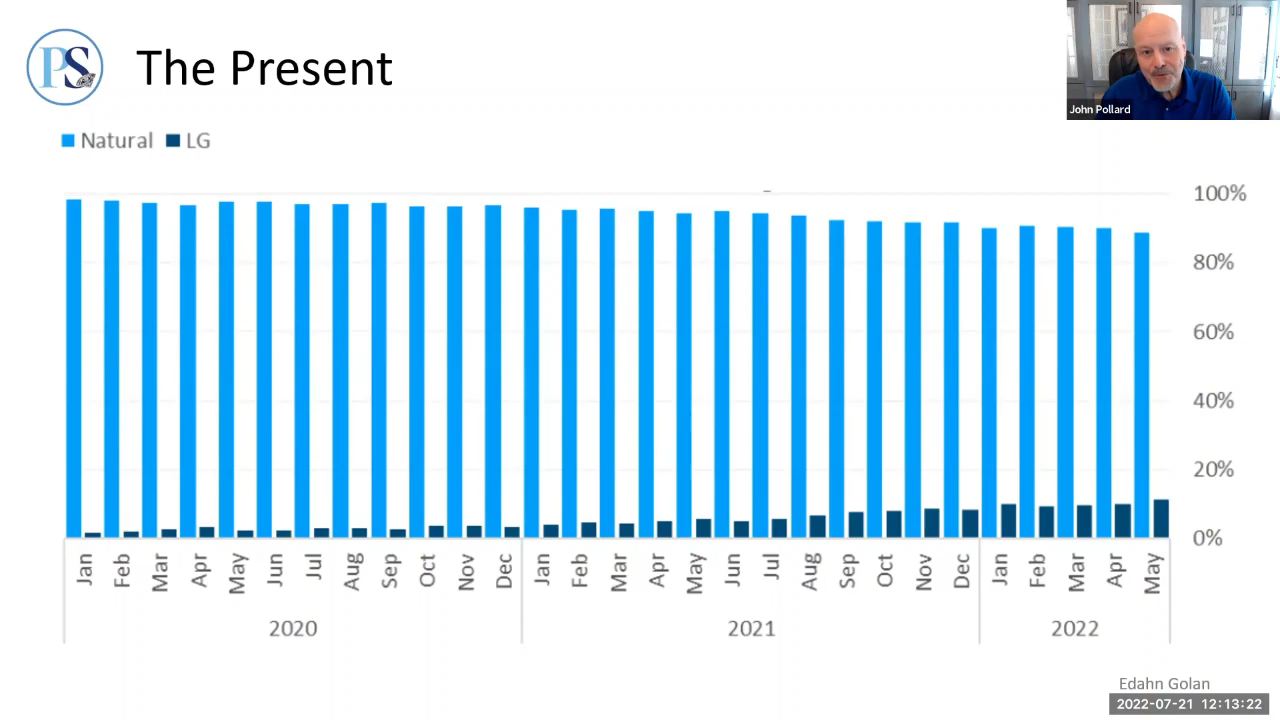 PS
The Present
John Pollard
Natural LG
100%
80%
60%
40%
20%
0%
Jan Feb Mar Apr May Jun Jul Aug Sep Oct Nov Dec Jan Feb Mar Apr May Jun Jul Aug Sep Oct Nov Dec Jan Feb Mar Apr May
2020 2021 2022
Edahn Golan
2022-07-21 12:13:22